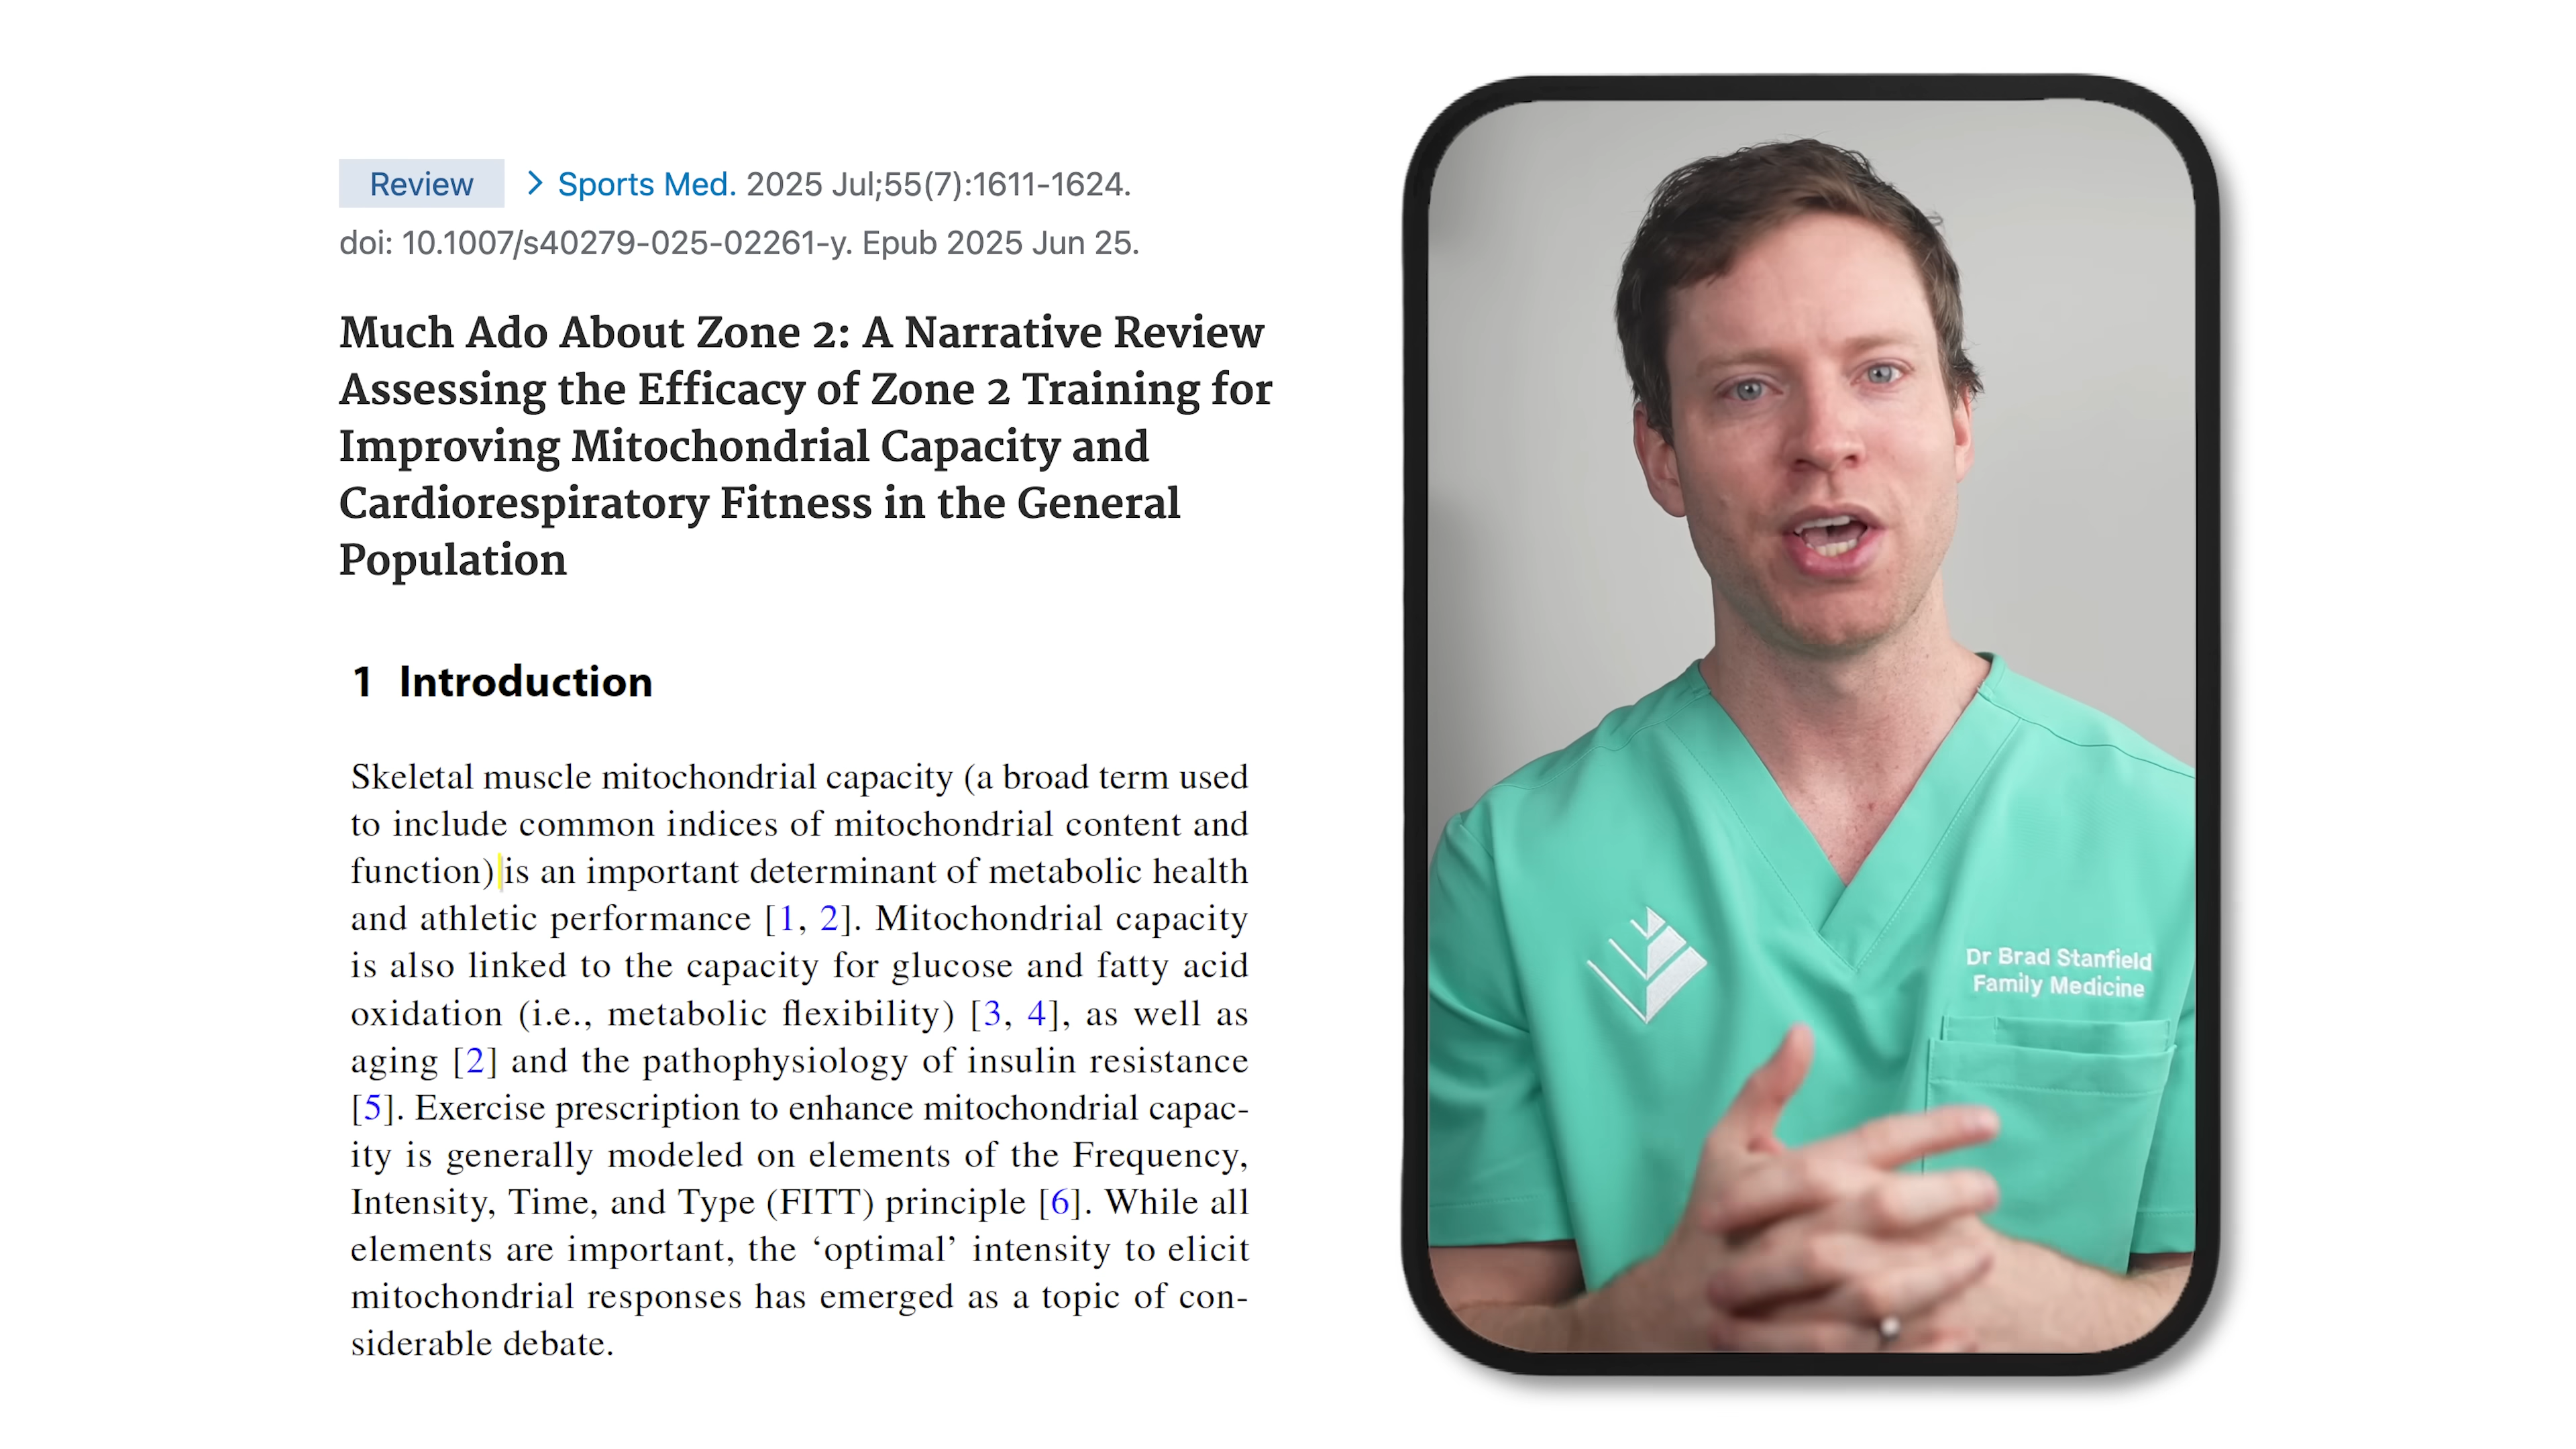 Review > Sports Med. 2025 Jul;55(7):1611-1624.
doi: 10.1007/s40279-025-02261-y. Epub 2025 Jun 25.
Much Ado About Zone 2: A Narrative Review
Assessing the Efficacy of Zone 2 Training for
Improving Mitochondrial Capacity and
Cardiorespiratory Fitness in the General
Population
1 Introduction
Skeletal muscle mitochondrial capacity (a broad term used
to include common indices of mitochondrial content and
function) is an important determinant of metabolic health
and athletic performance [1, 2]. Mitochondrial capacity
is also linked to the capacity for glucose and fatty acid
oxidation (i.e., metabolic flexibility) [3, 4], as well as
aging [2] and the pathophysiology of insulin resistance
[5]. Exercise prescription to enhance mitochondrial capac-
ity is generally modeled on elements of the Frequency,
Intensity, Time, and Type (FITT) principle [6]. While all
elements are important, the ‘optimal’ intensity to elicit
mitochondrial responses has emerged as a topic of con-
siderable debate.
Dr Brad Stanfield
Family Medicine